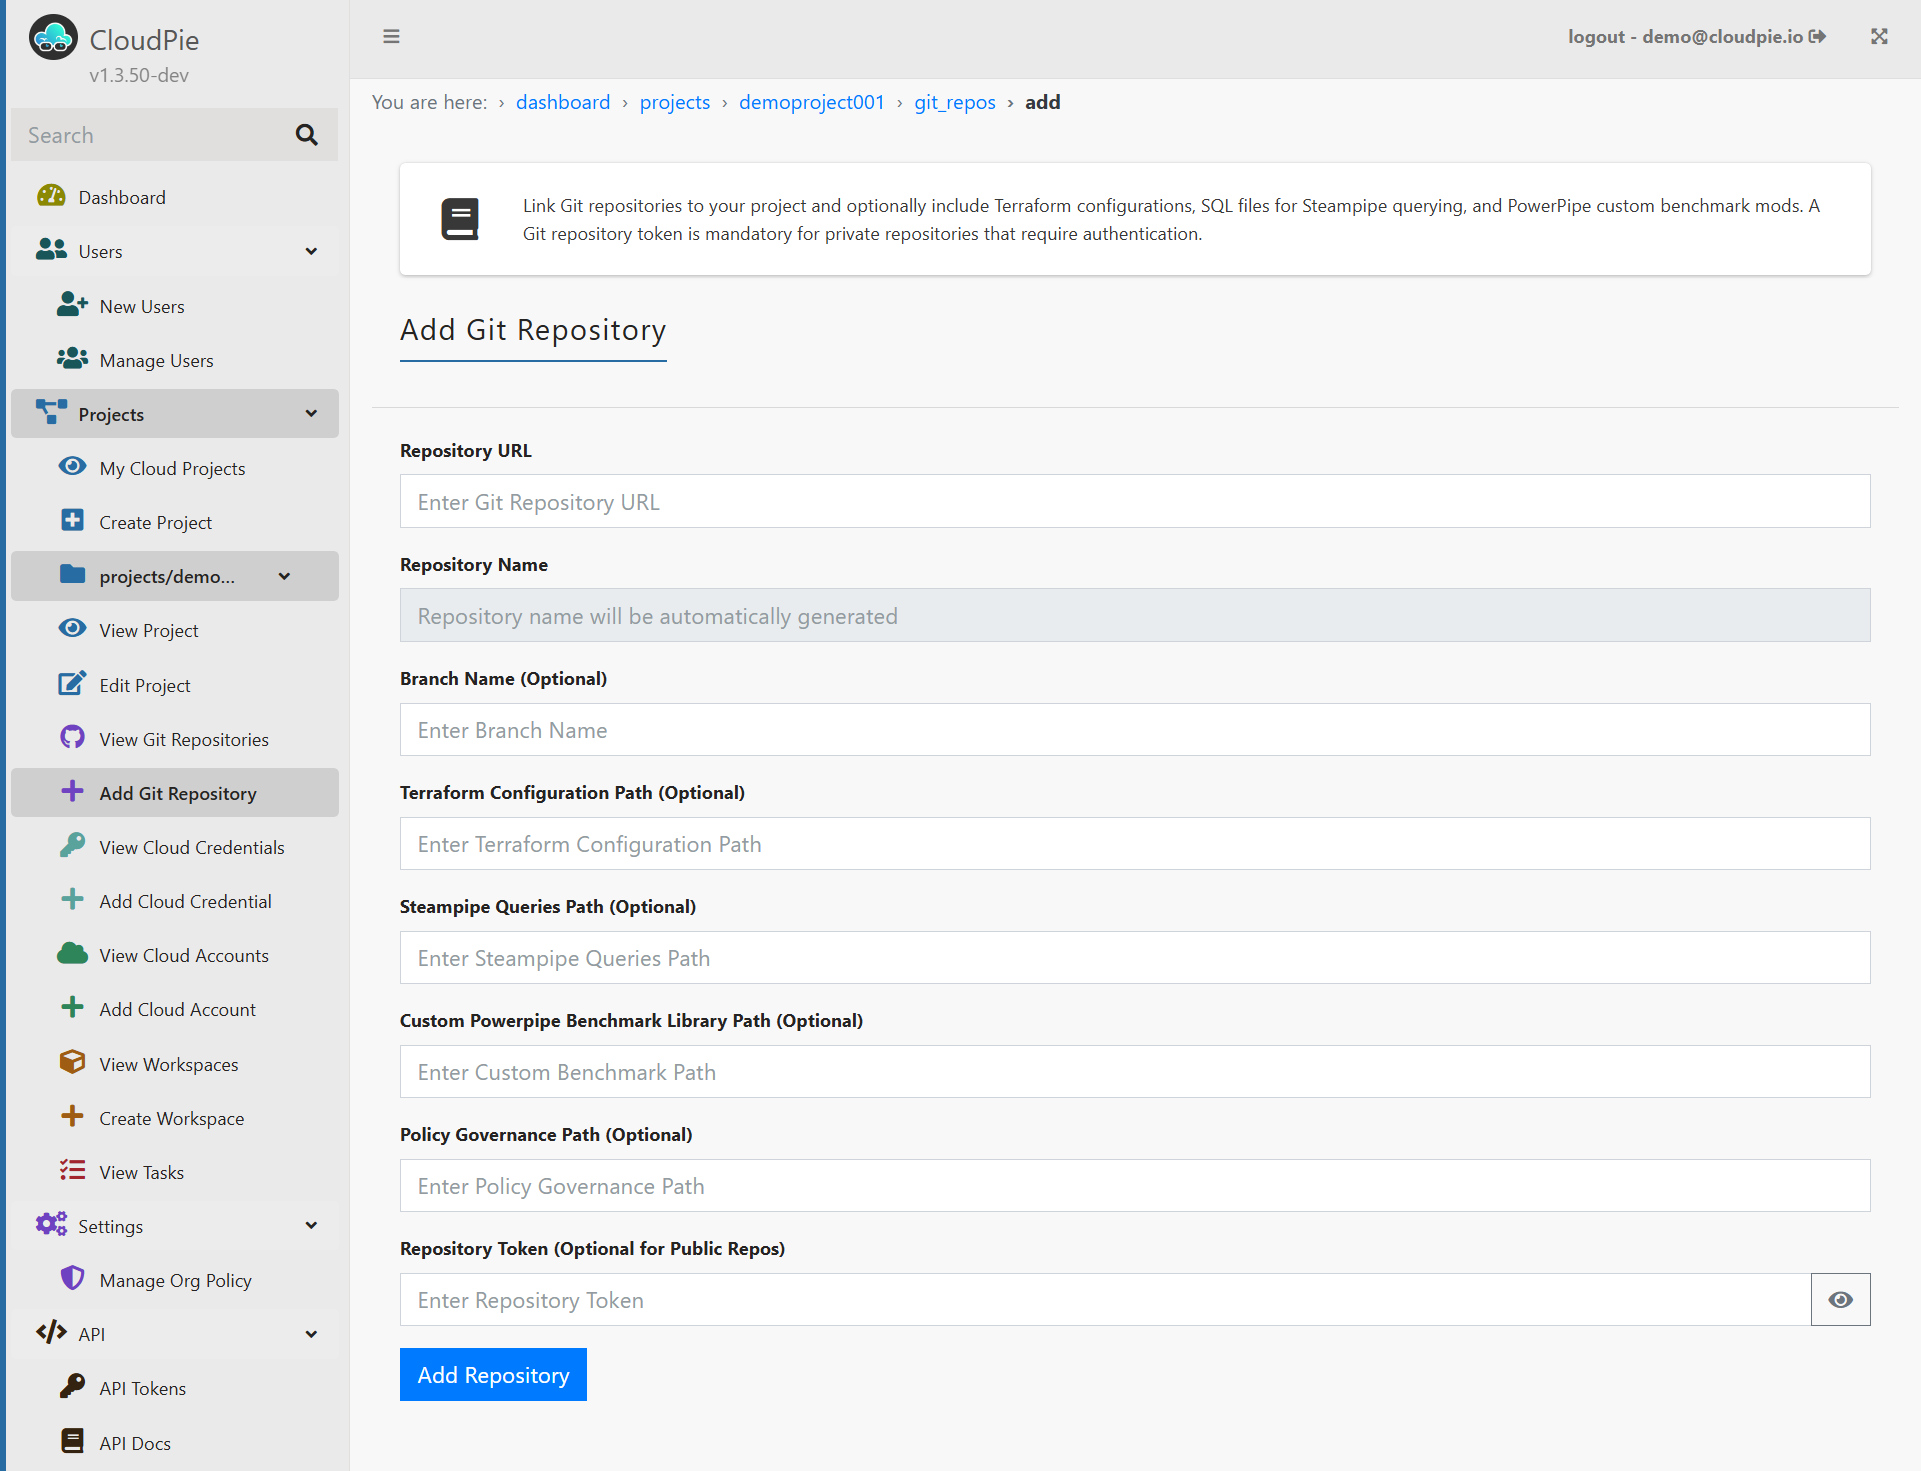 CloudPie
v1.3.50-dev
Search
Dashboard
Users
New Users
Manage Users
Projects
My Cloud Projects
Create Project
projects/demo...
View Project
Edit Project
View Git Repositories
Add Git Repository
View Cloud Credentials
Add Cloud Credential
View Cloud Accounts
Add Cloud Account
View Workspaces
Create Workspace
View Tasks
Settings
Manage Org Policy
API
API Tokens
API Docs
logout - demo@cloudpie.io
You are here: › dashboard › projects › demoproject001 › git_repos › add
Link Git repositories to your project and optionally include Terraform configurations, SQL files for Steampipe querying, and PowerPipe custom benchmark mods. A
Git repository token is mandatory for private repositories that require authentication.
Add Git Repository
Repository URL
Enter Git Repository URL
Repository Name
Repository name will be automatically generated
Branch Name (Optional)
Enter Branch Name
Terraform Configuration Path (Optional)
Enter Terraform Configuration Path
Steampipe Queries Path (Optional)
Enter Steampipe Queries Path
Custom Powerpipe Benchmark Library Path (Optional)
Enter Custom Benchmark Path
Policy Governance Path (Optional)
Enter Policy Governance Path
Repository Token (Optional for Public Repos)
Enter Repository Token
Add Repository